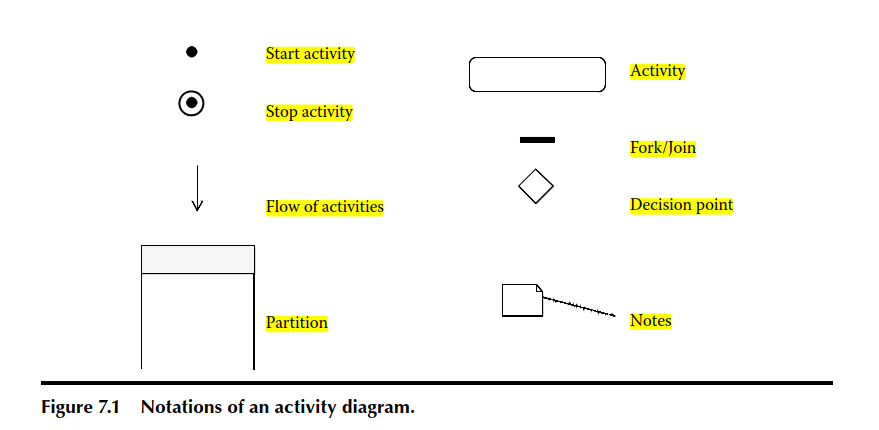 Start activity
Activity
Stop activity
Fork/Join
Flow of activities
Decision point
Partition
Notes
Figure 7.1 Notations of an activity diagram.